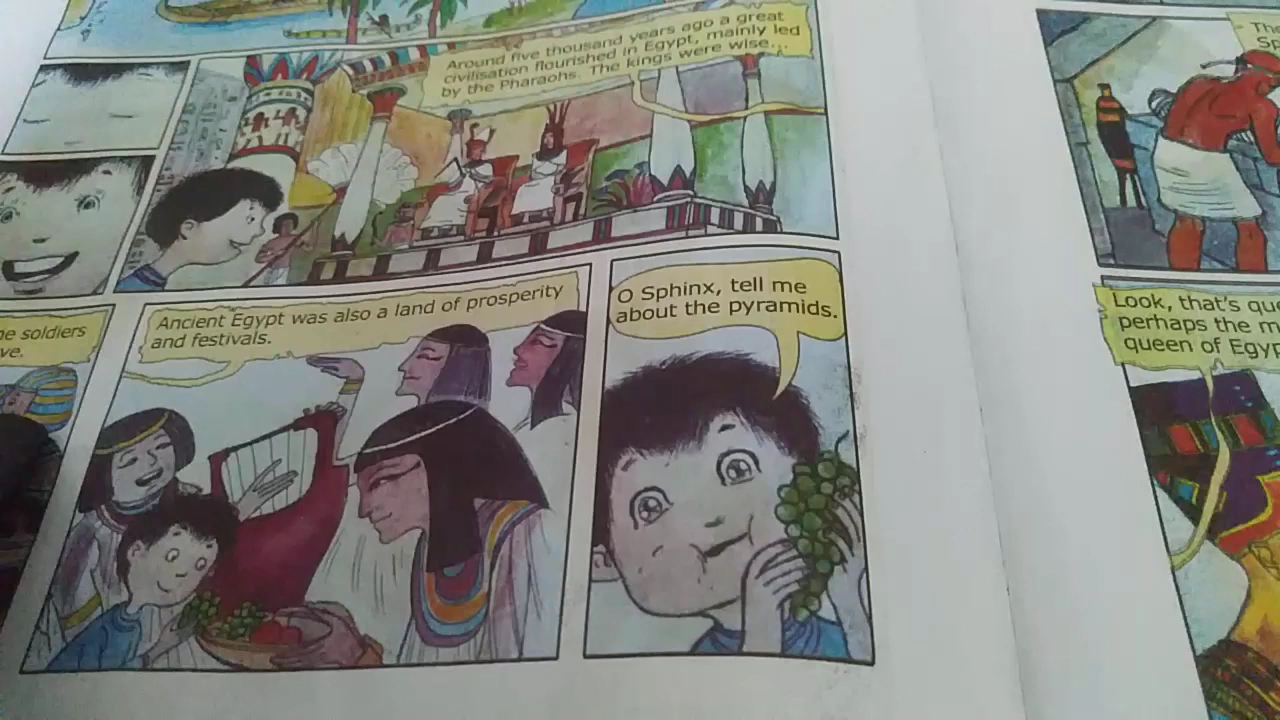 Around five thousand years ago a great
civilisation flourished in Egypt, mainly led
by the Pharaohs. The kings were wise...
soldiers
Ancient Egypt was also a land of prosperity
and festivals.
O Sphinx, tell me
about the pyramids.
Look, that's
perhaps the
queen of